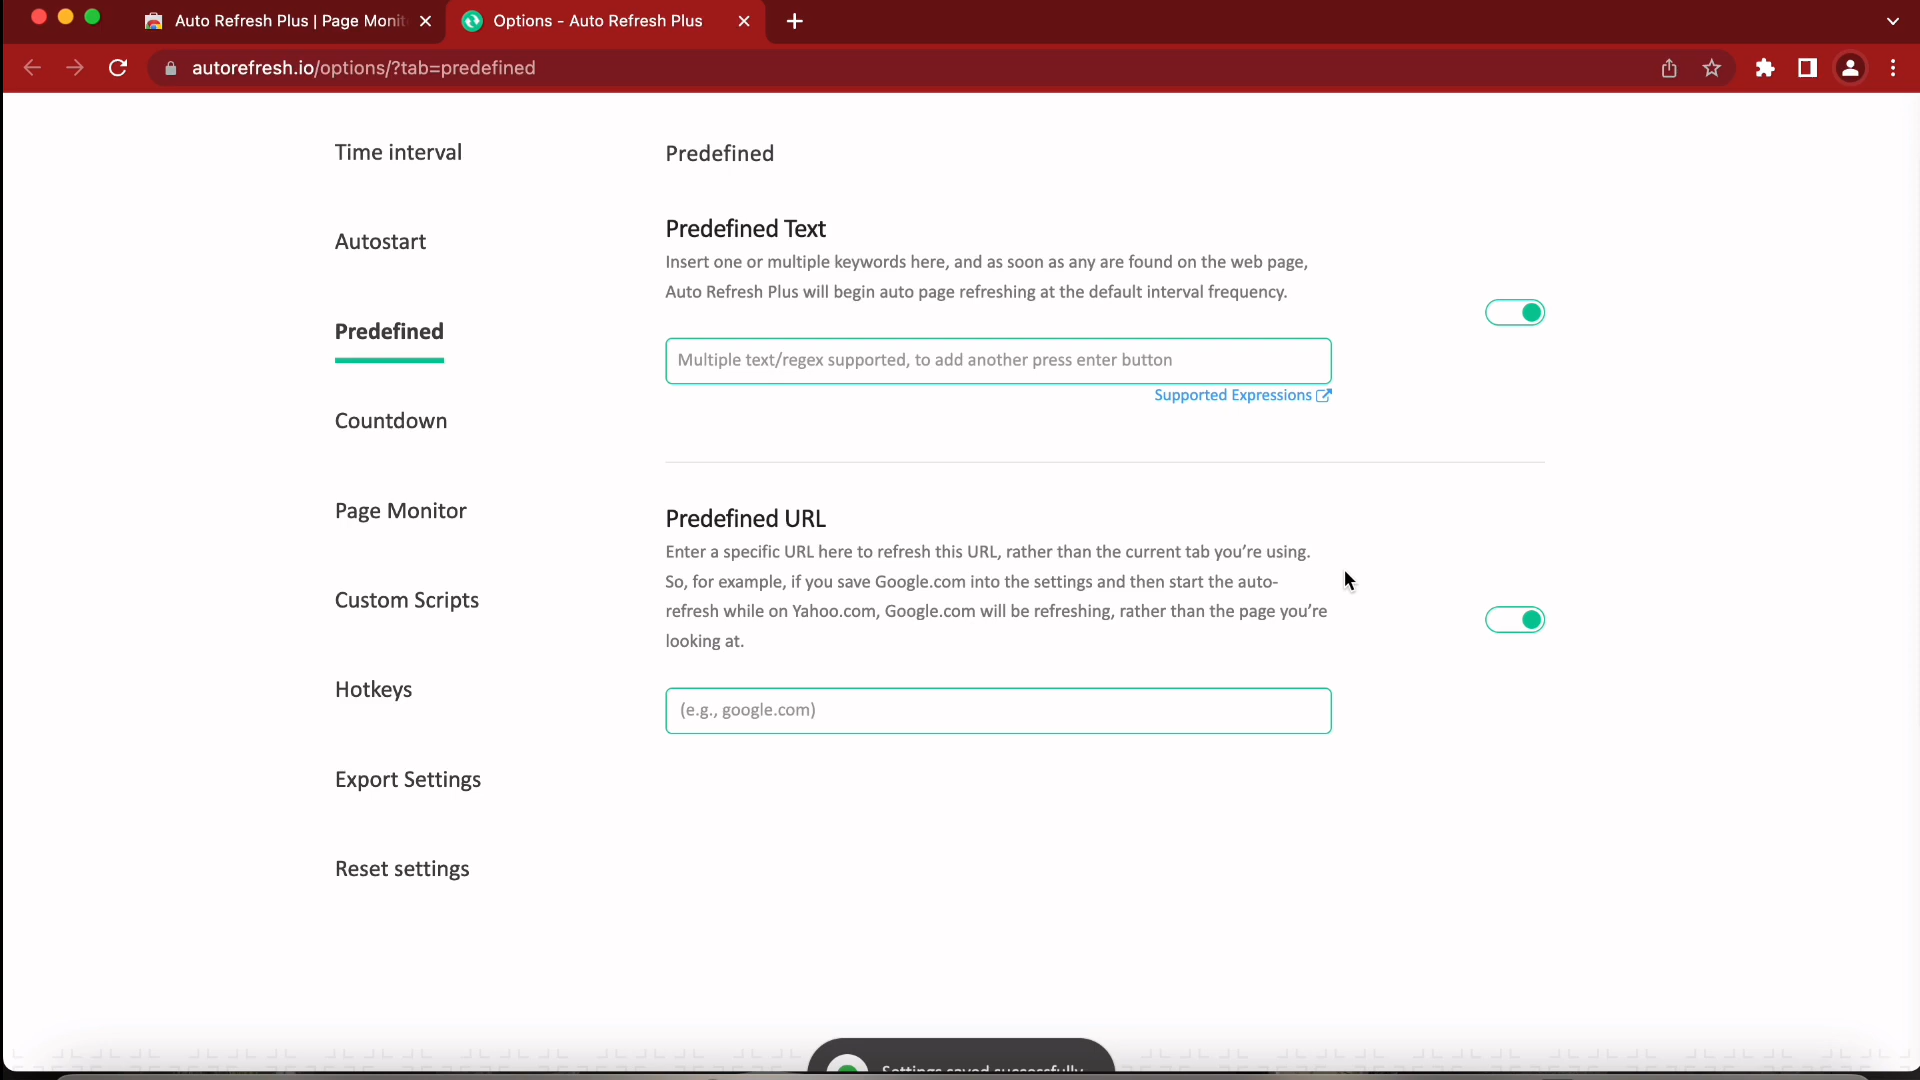 Auto Refresh Plus | Page Monit
Options - Auto Refresh Plus
autorefresh.io/options/?tab=predefined
Time interval
Autostart
Predefined
Countdown
Page Monitor
Custom Scripts
Hotkeys
Export Settings
Reset settings
Predefined
Predefined Text
Insert one or multiple keywords here, and as soon as any are found on the web page,
Auto Refresh Plus will begin auto page refreshing at the default interval frequency.
Multiple text/regex supported, to add another press enter button
Supported Expressions
Predefined URL
Enter a specific URL here to refresh this URL, rather than the current tab you’re using.
So, for example, if you save Google.com into the settings and then start the auto-
refresh while on Yahoo.com, Google.com will be refreshing, rather than the page you’re
looking at.
(e.g., google.com)
Settings saved successfully